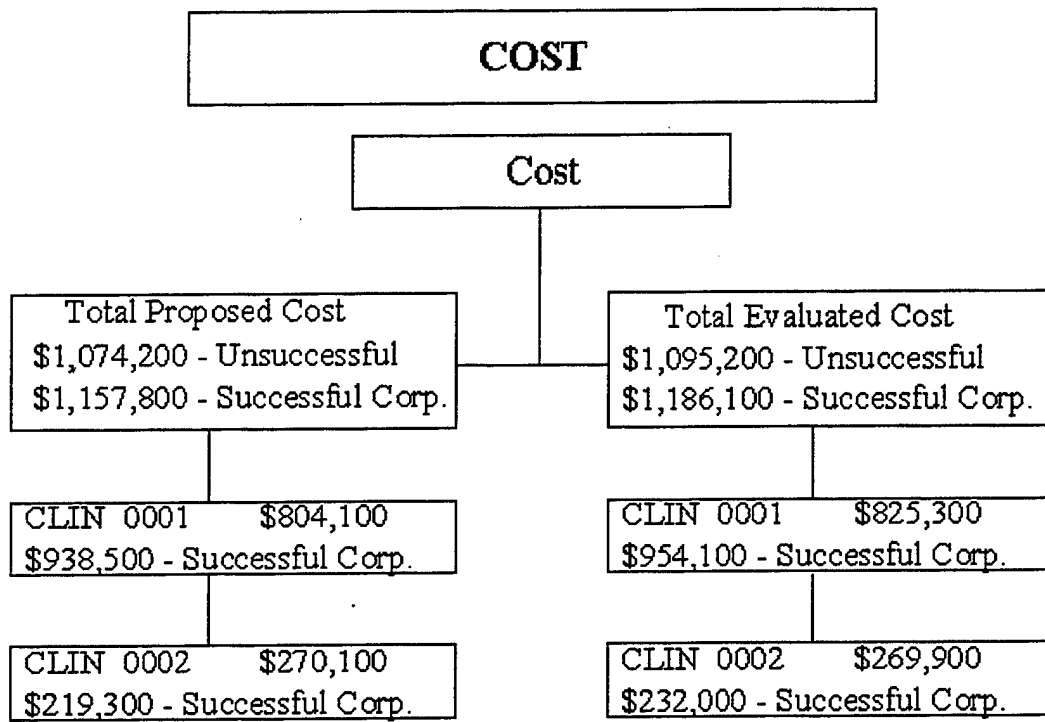 COST
Cost
Total Proposed Cost
$1,074,200 - Unsuccessful
$1,157,800 - Successful Corp.
Total Evaluated Cost
$1,095,200 - Unsuccessful
$1,186,100 - Successful Corp.
CLIN 0001 $804,100
$938,500 - Successful Corp.
CLIN 0001 $825,300
$954,100 - Successful Corp.
CLIN 0002 $270,100
$219,300 - Successful Corp.
CLIN 0002 $269,900
$232,000 - Successful Corp.